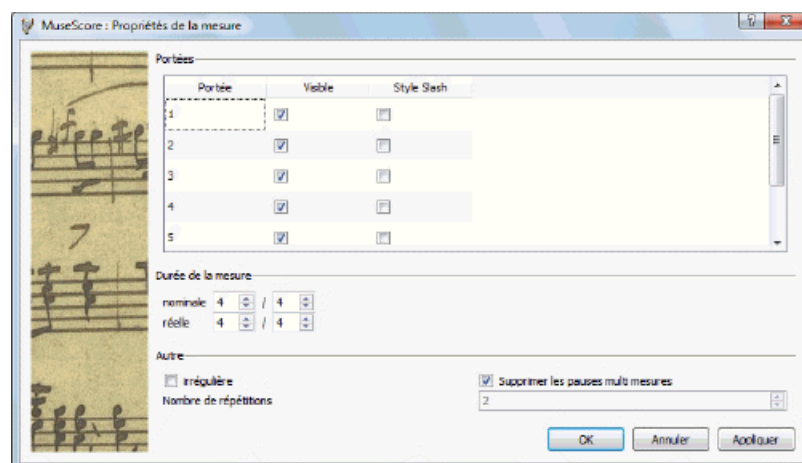 MuseScore : Propriétés de la mesure
Portées
Portée Visible Style Slash
1
2
3
4
5
Durée de la mesure
nominale 4 / 4
réelle 4 / 4
Autre
irrégulière Supprimer les pauses multi mesures
Nombre de répétitions 2
OK Annuler Appliquer